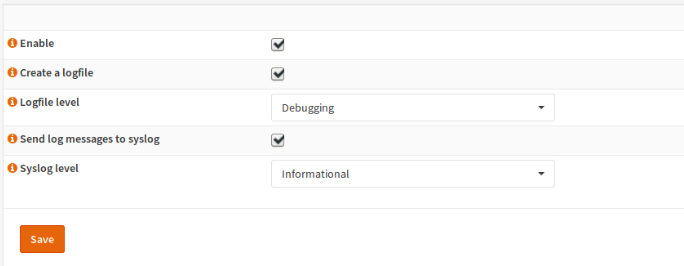 Enable
Create a logfile
Logfile level
Debugging
Send log messages to syslog
Syslog level
Informational
Save